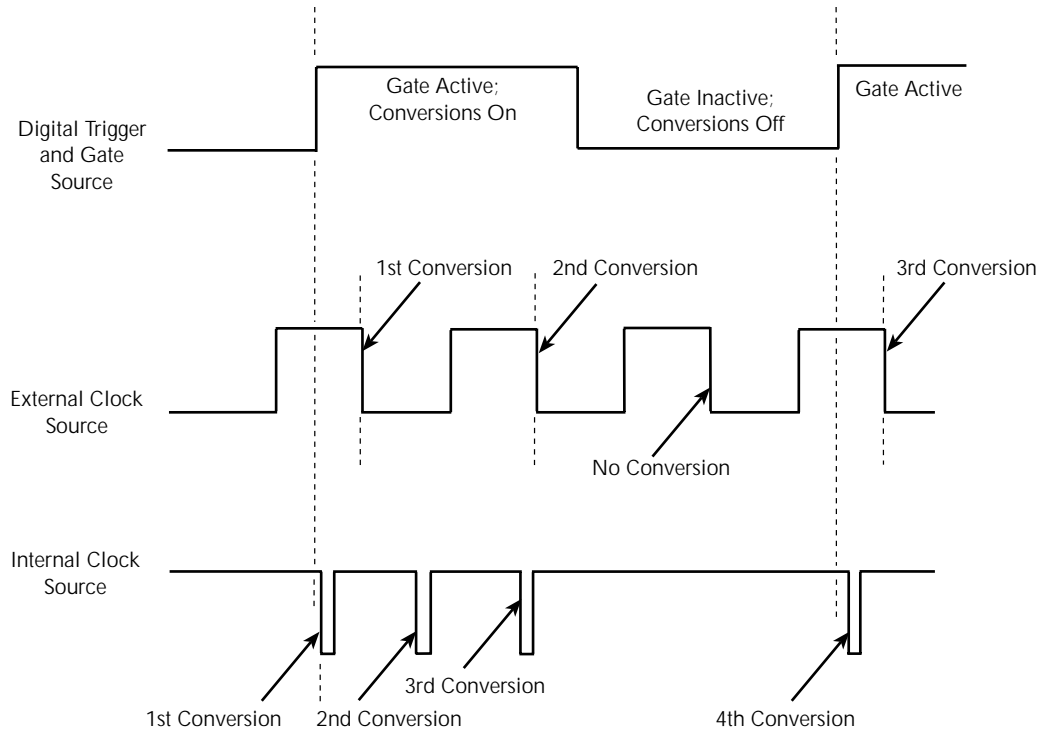 Gate Active;
Conversions On
Gate Inactive;
Conversions Off
Gate Active
Digital Trigger
and Gate
Source
1st Conversion
2nd Conversion
3rd Conversion
External Clock
Source
No Conversion
Internal Clock
Source
3rd Conversion
1st Conversion
2nd Conversion
4th Conversion